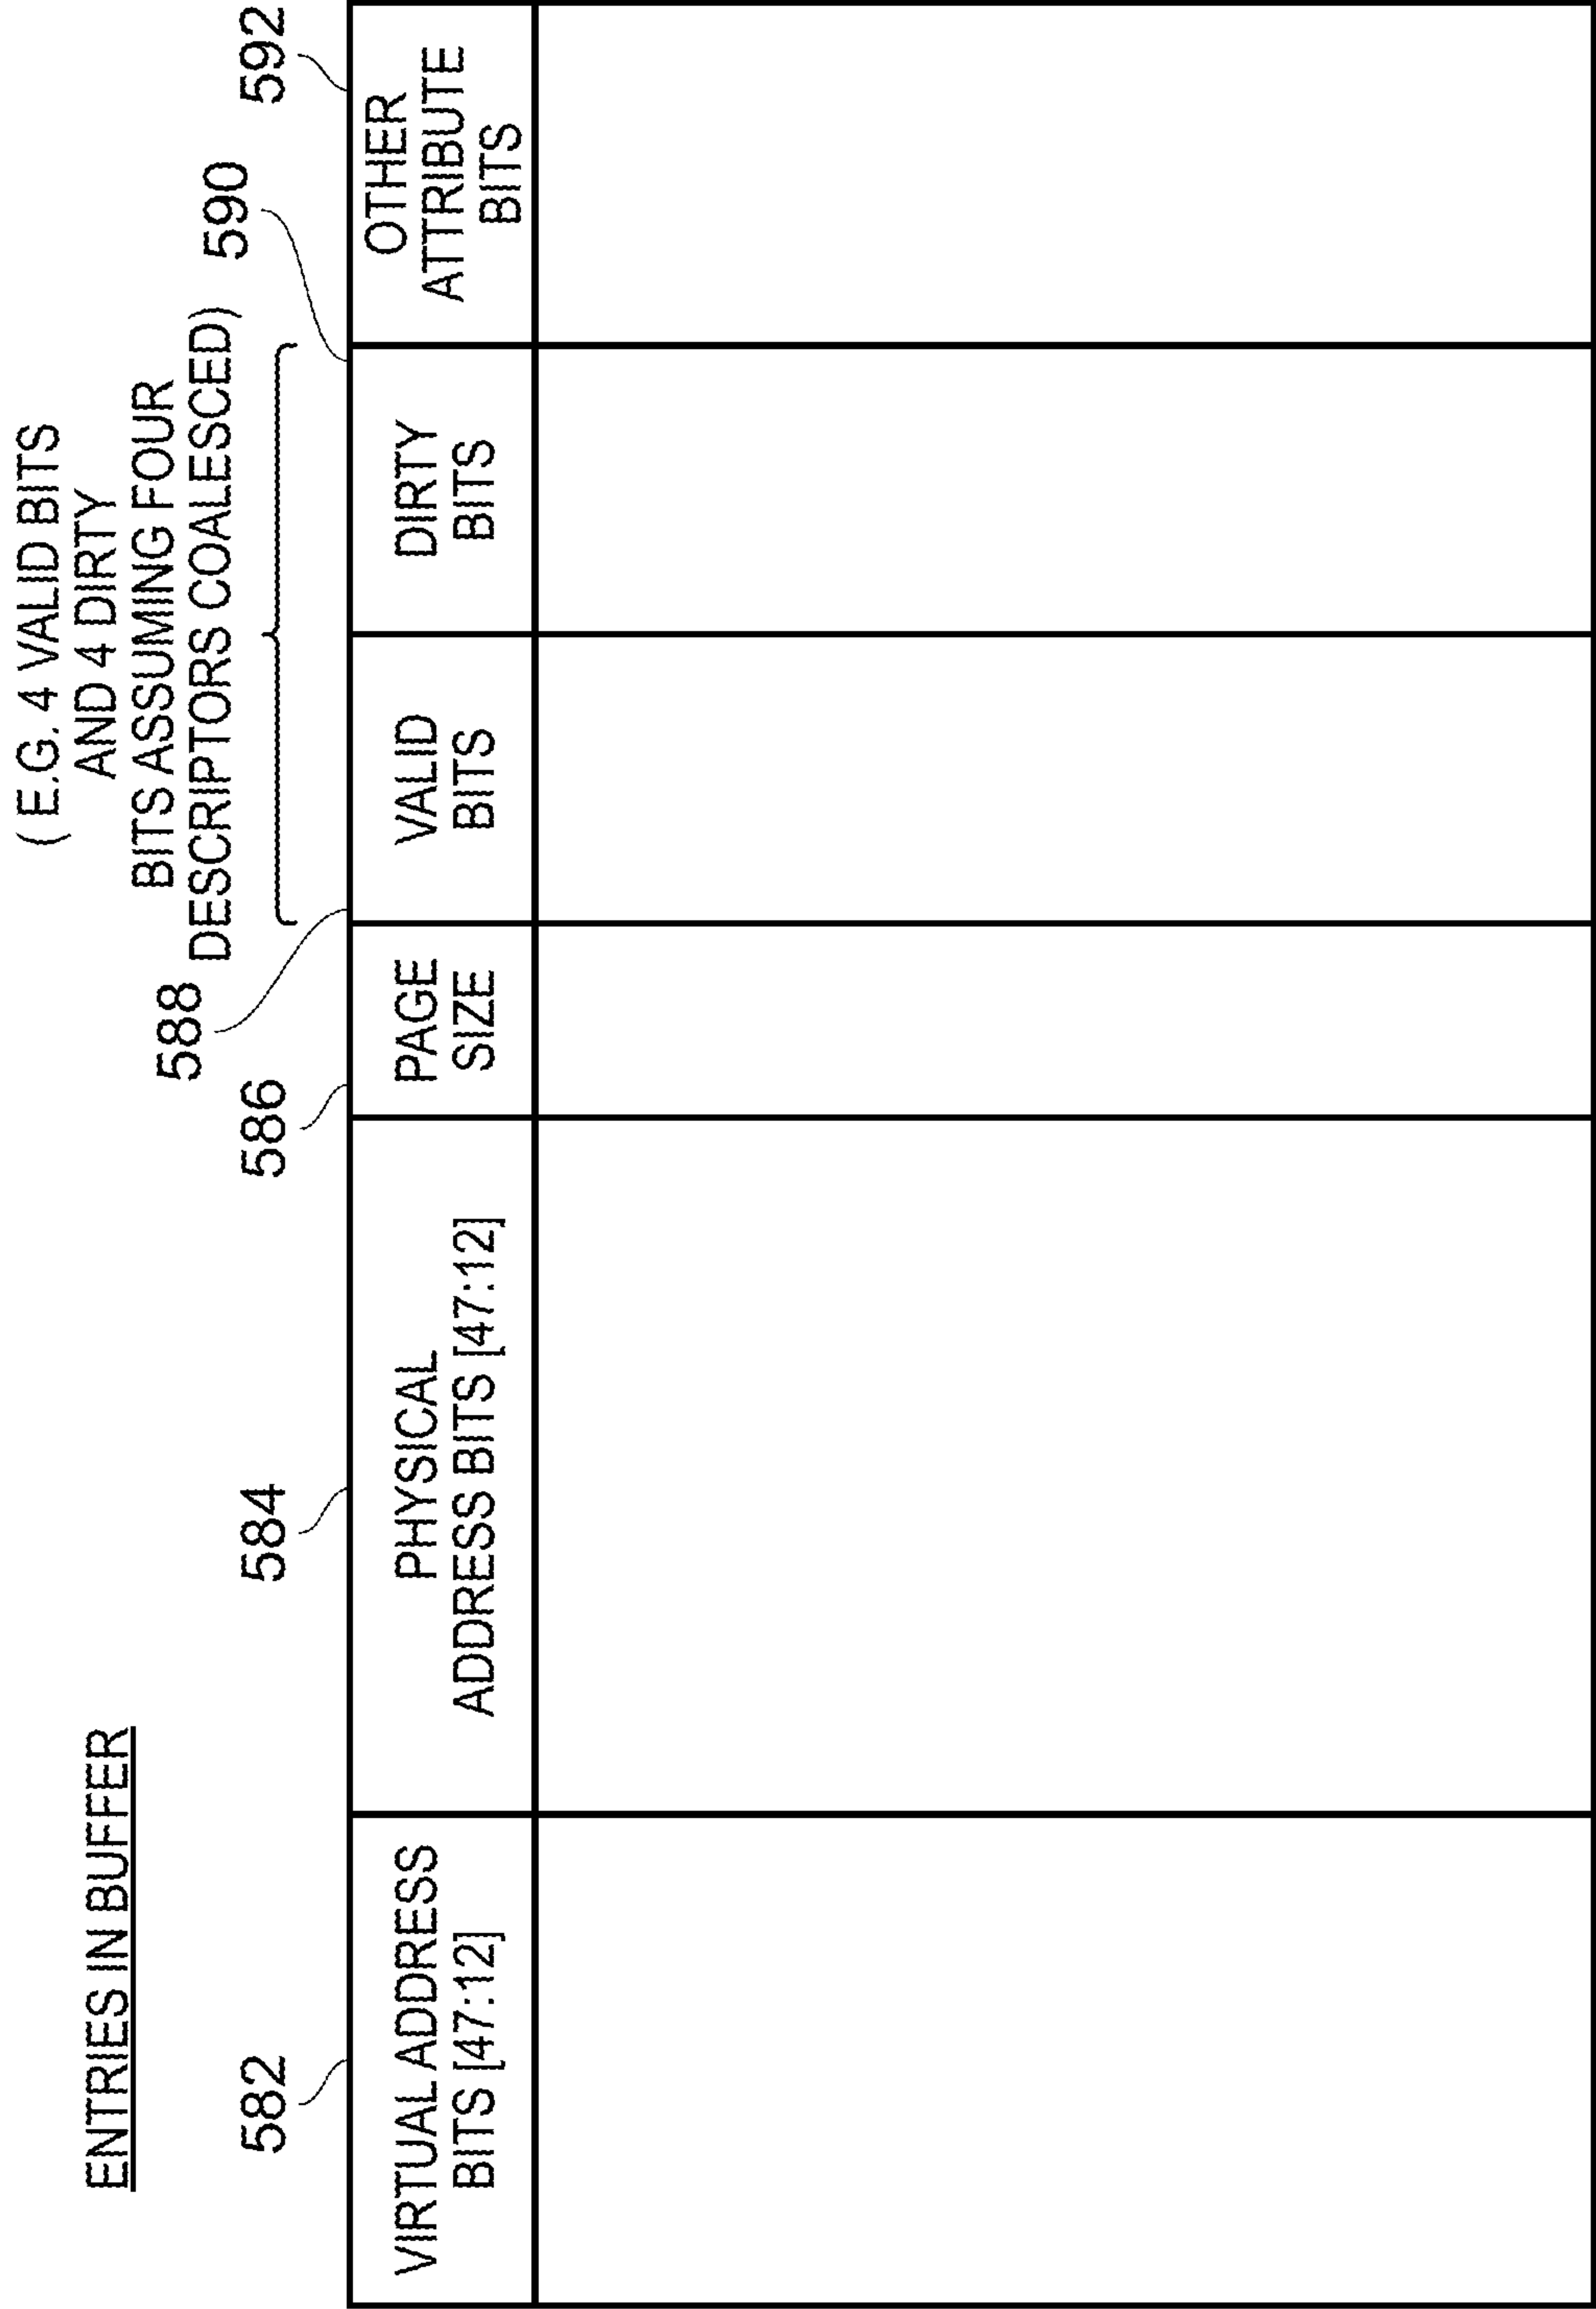 ENTRIES IN BUFFER
( E.G. 4 VALID BITS
AND 4 DIRTY
BITS ASSUMING FOUR
DESCRIPTORS COALESCED)
582
584
586
588
590
592
VIRTUAL ADDRESS
BITS [47:12]
PHYSICAL
ADDRESS BITS [47:12]
PAGE
SIZE
VALID
BITS
DIRTY
BITS
OTHER
ATTRIBUTE
BITS